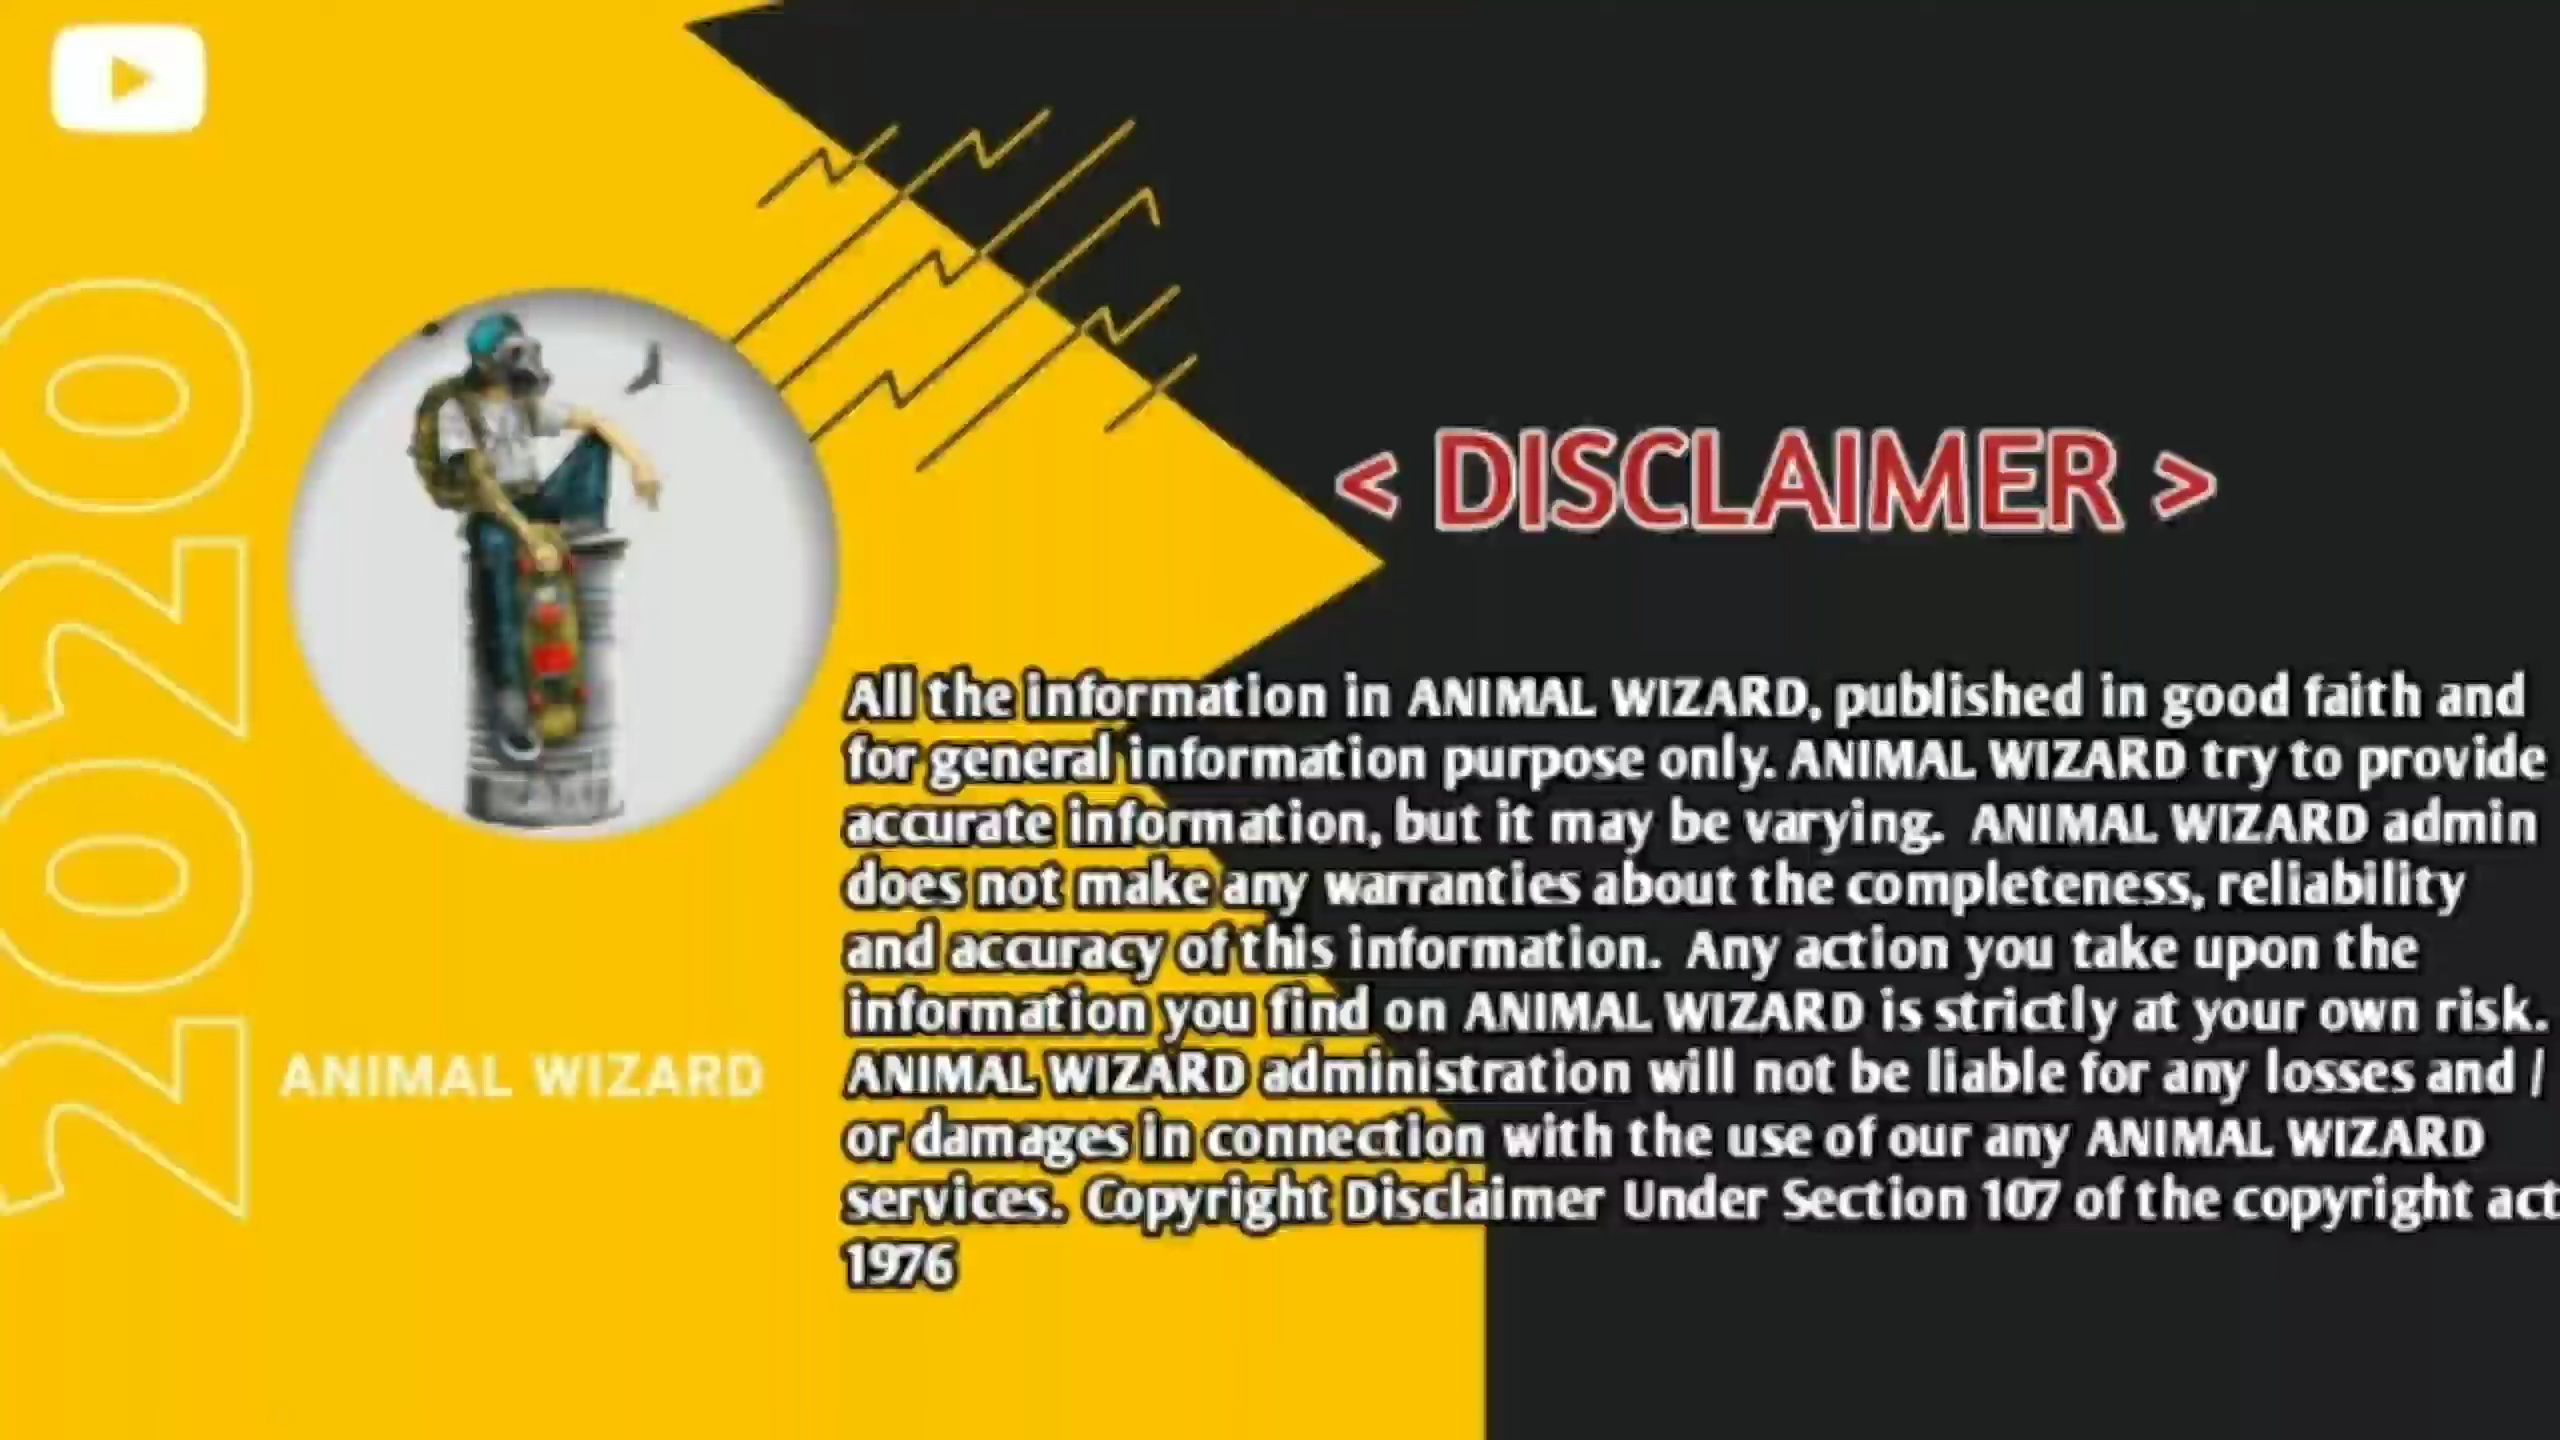 2020
ANIMAL WIZARD
< DISCLAIMER >
All the information in ANIMAL WIZARD, published in good faith and
for general information purpose only. ANIMAL WIZARD try to provide
accurate information, but it may be varying. ANIMAL WIZARD admin
does not make any warranties about the completeness, reliability
and accuracy of this information. Any action you take upon the
information you find on ANIMAL WIZARD is strictly at your own risk.
ANIMAL WIZARD administration will not be liable for any losses and /
or damages in connection with the use of our any ANIMAL WIZARD
services. Copyright Disclaimer Under Section 107 of the copyright act
1976